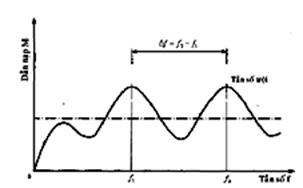 Δf = f₂ - f₁
Dẫn nạp M
Tần số
0
f₁
f₂
Tần số f